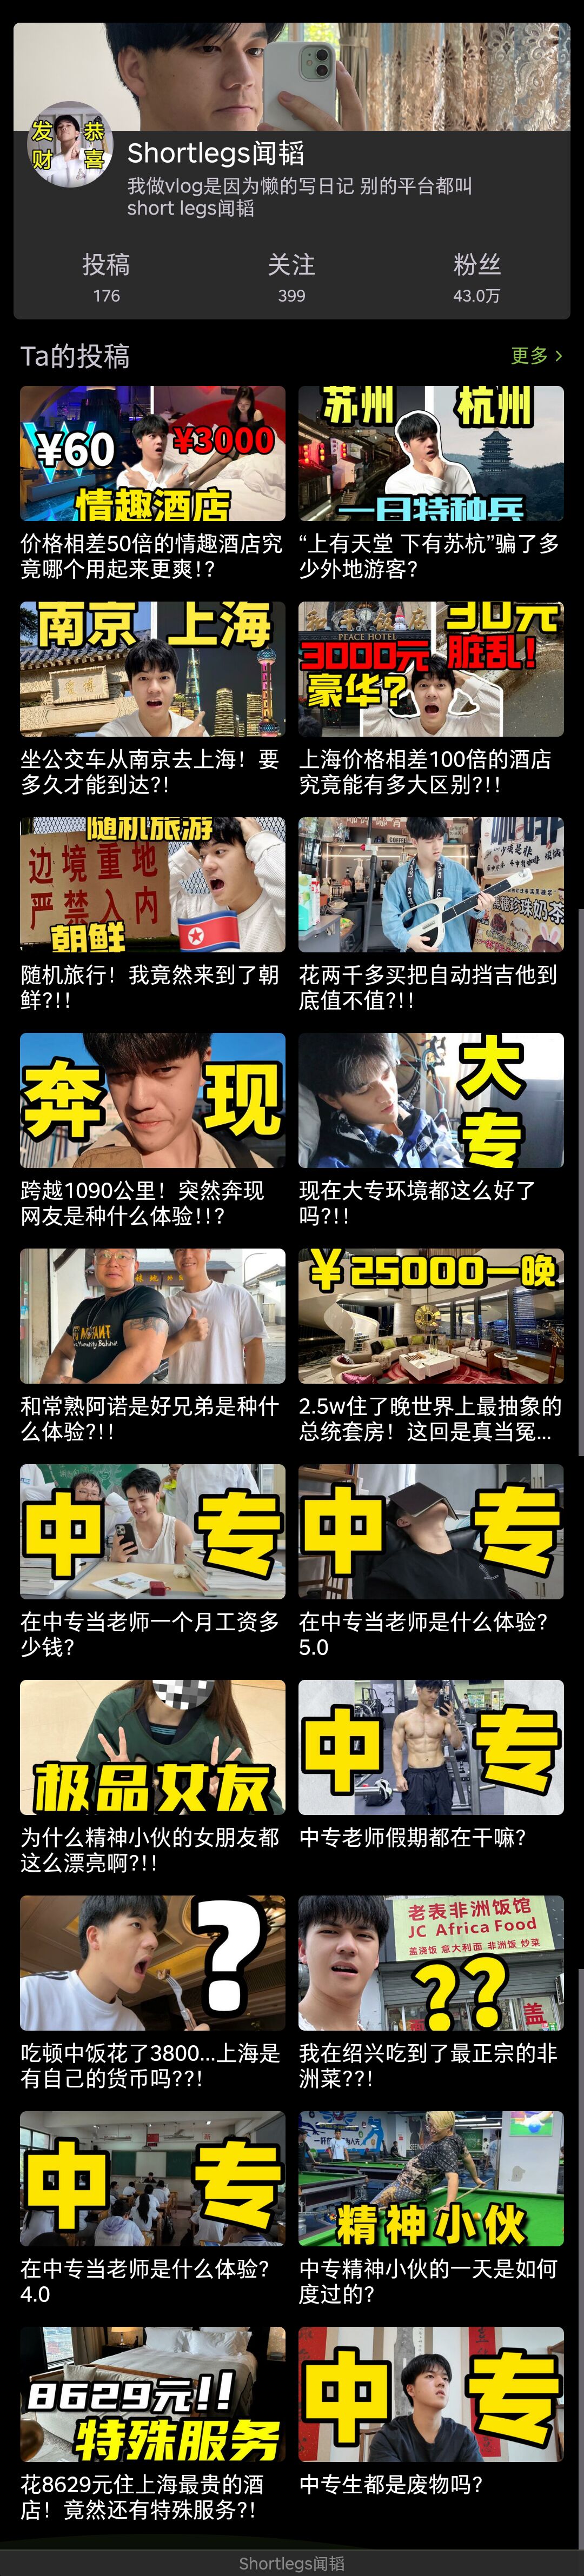 发 恭
财 喜
Shortlegs闻韬
我做vlog是因为懒的写日记 别的平台都叫
short legs闻韬
投稿 关注 粉丝
176 399 43.0万
Ta的投稿 更多 >
¥60 ¥3000
情趣酒店
苏州 杭州
一日特种兵
价格相差50倍的情趣酒店究
竟哪个用起来更爽!?
“上有天堂 下有苏杭”骗了多
少外地游客?
南京 上海
PEACE HOTEL
30元
3000元 脏乱!
豪华?
坐公交车从南京去上海！要
多久才能到达?!
上海价格相差100倍的酒店
究竟能有多大区别?!!
随机旅游
边境重地
严禁入内
朝鲜
随机旅行！我竟然来到了朝
鲜?!!
花两千多买把自动挡吉他到
底值不值?!!
奔 现
大
专
跨越1090公里！突然奔现
网友是种什么体验!!?
现在大专环境都这么好了
吗?!!
¥25000一晚
和常熟阿诺是好兄弟是种什
么体验?!!
2.5w住了晚世界上最抽象的
总统套房！这回是真当冤...
中 专
中 专
在中专当老师一个月工资多
少钱?
在中专当老师是什么体验?
5.0
极品女友
中 专
为什么精神小伙的女朋友都
这么漂亮啊?!!
中专老师假期都在干嘛?
?
老表非洲饭馆
JC Africa Food
盖浇饭 意大利面 非洲饭 炒菜
??
盖
吃顿中饭花了3800...上海是
有自己的货币吗??!
我在绍兴吃到了最正宗的非
洲菜??!
中 专
精神小伙
在中专当老师是什么体验?
4.0
中专精神小伙的一天是如何
度过的?
8629元!!
特殊服务
中 专
花8629元住上海最贵的酒
店！竟然还有特殊服务?!
中专生都是废物吗?
Shortlegs闻韬